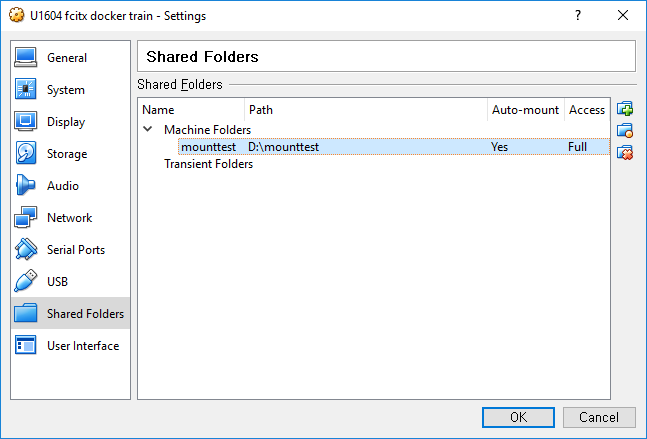 U1604 fcitx docker train - Settings
General
System
Display
Storage
Audio
Network
Serial Ports
USB
Shared Folders
User Interface
Shared Folders
Shared Folders
Name Path Auto-mount Access
Machine Folders
mounttest D:\mounttest Yes Full
Transient Folders
OK Cancel